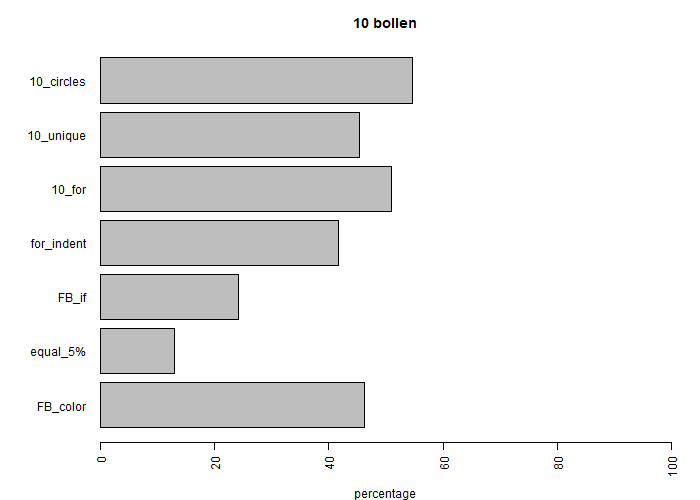 10 bollen
10_circles
10_unique
10_for
for_indent
FB_if
equal_5%
FB_color
0 20 40 60 80 100
percentage